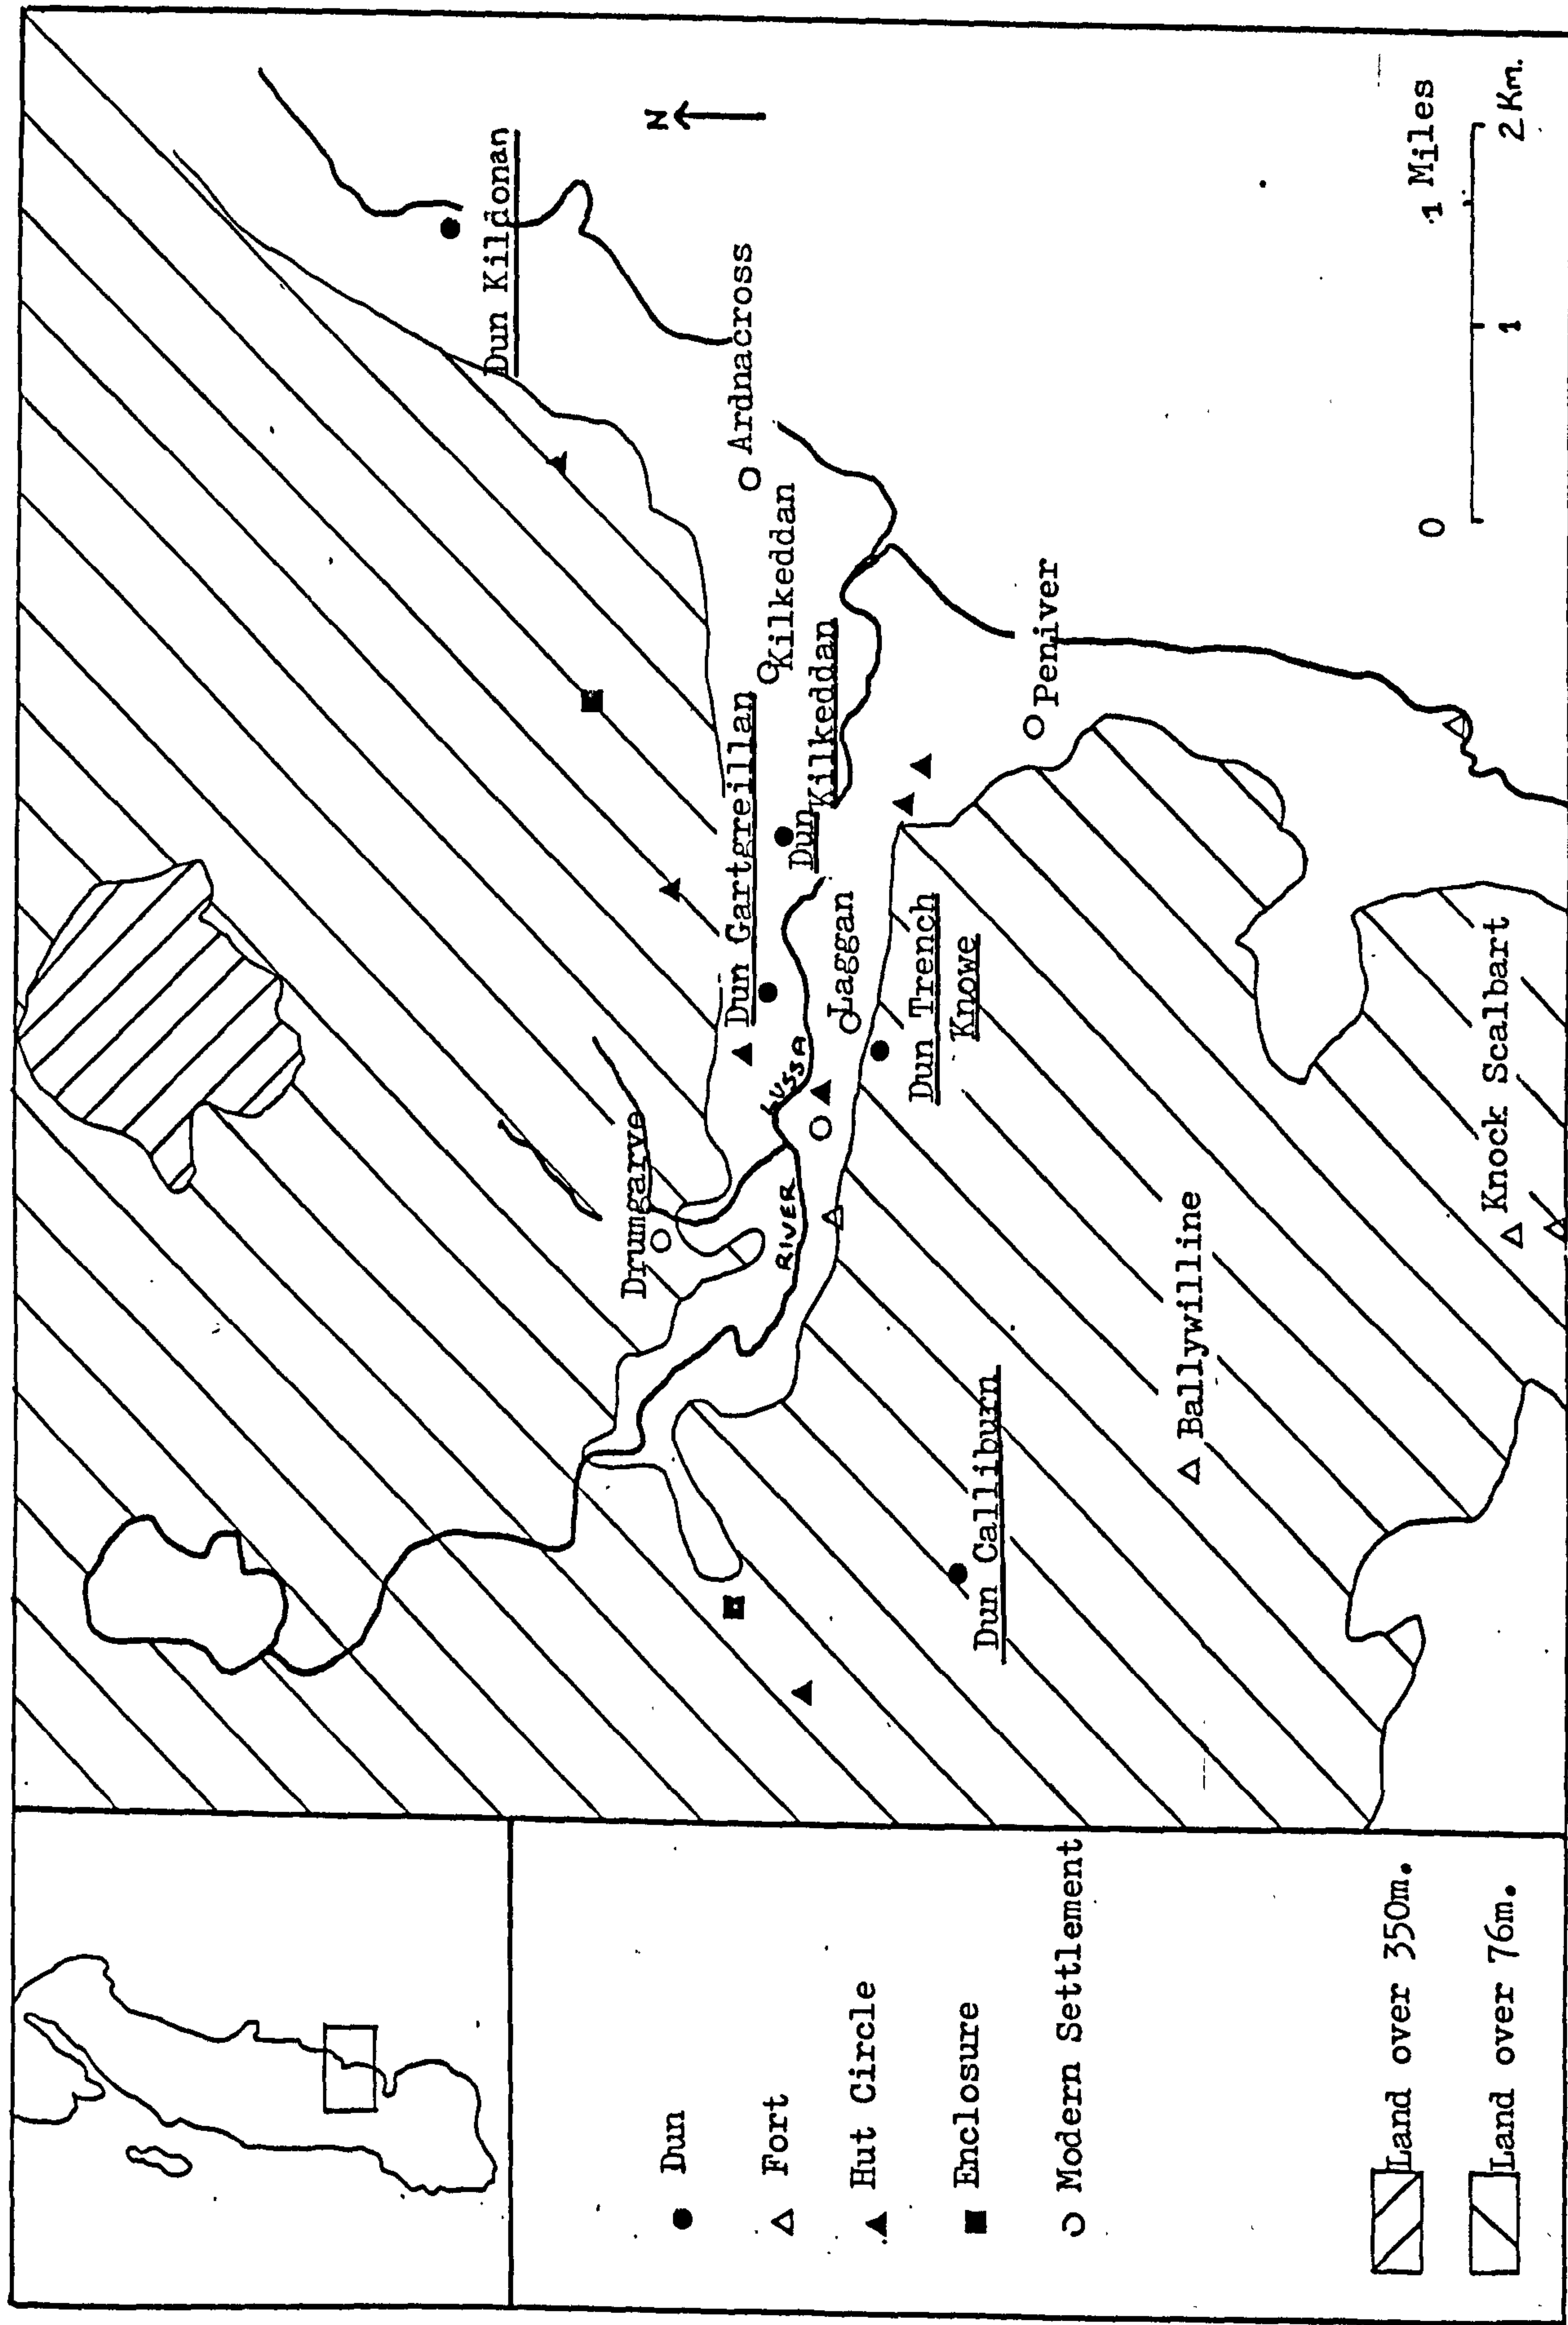 Dun
Fort
Hut Circle
Enclosure
Modern Settlement
Land over 350m.
Land over 76m.
N
Dun Kildonan
Ardnacross
Kilkeddan
Dun Gartgreillan
Dun
Kilkeddan
Drumgarve
RIVER LUSSA
Laggan
Peniver
Dun Trench
Knowe
Dun Calliburn
Ballywilline
Knock Scalbart
0 1 Miles
1 2 Km.